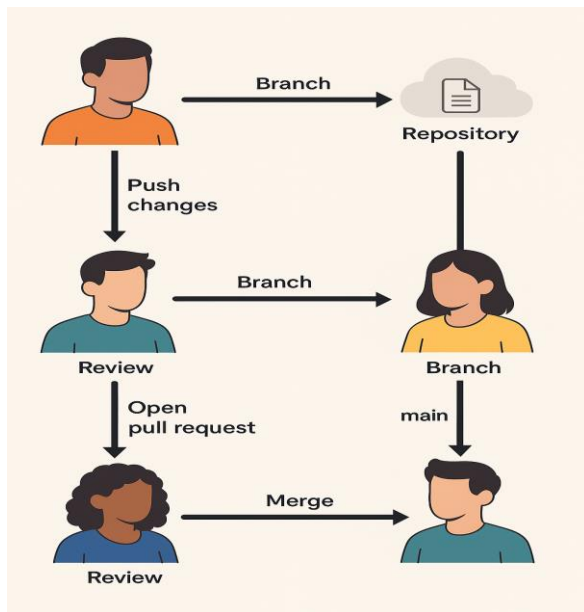 Branch
Repository
Push
changes
Branch
Review
Branch
Open
pull request
main
Merge
Review